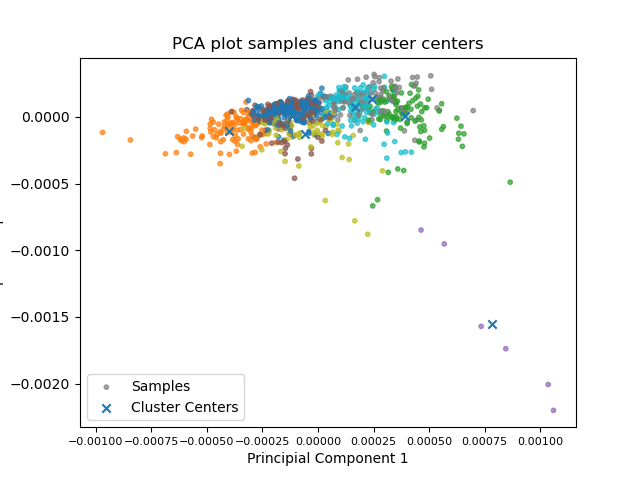 PCA plot samples and cluster centers
0.0000
−0.0005
−0.0010
−0.0015
−0.0020
Samples
Cluster Centers
−0.00100 −0.00075 −0.00050 −0.00025 0.00000 0.00025 0.00050 0.00075 0.00100
Principial Component 1